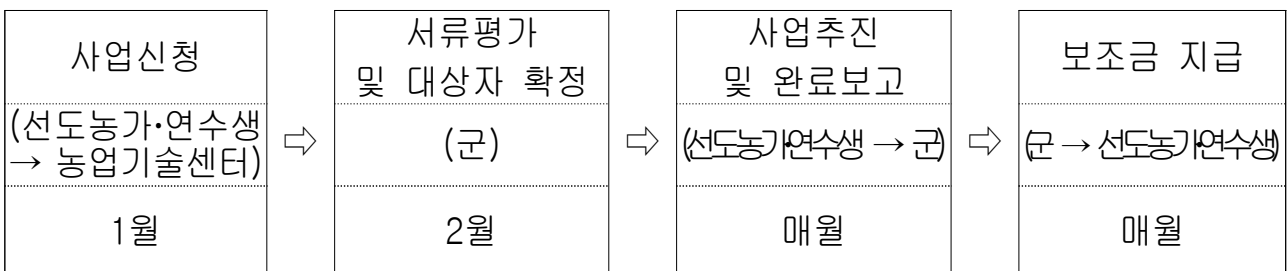 사업신청
(선도농가·연수생
→ 농업기술센터)
1월
⇨
서류평가
및 대상자 확정
(군)
2월
⇨
사업추진
및 완료보고
(선도농가·연수생 → 군)
매월
⇨
보조금 지급
(군 → 선도농가·연수생)
매월